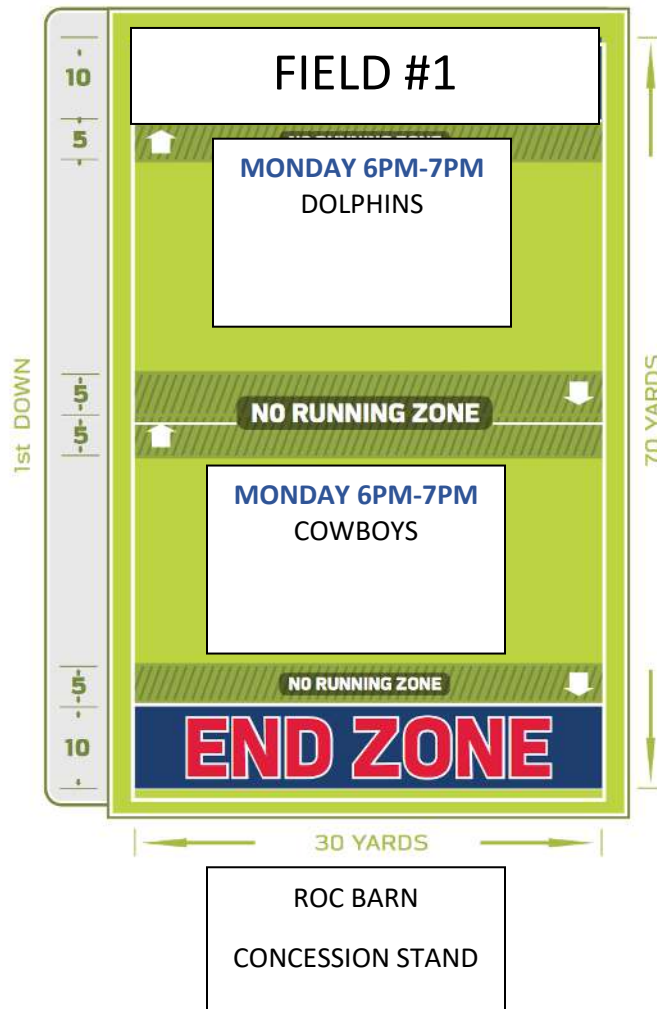 FIELD #1
10
5
MONDAY 6PM-7PM
DOLPHINS
1st DOWN
70 YARDS
5
NO RUNNING ZONE
5
MONDAY 6PM-7PM
COWBOYS
5
NO RUNNING ZONE
10
END ZONE
30 YARDS
ROC BARN
CONCESSION STAND